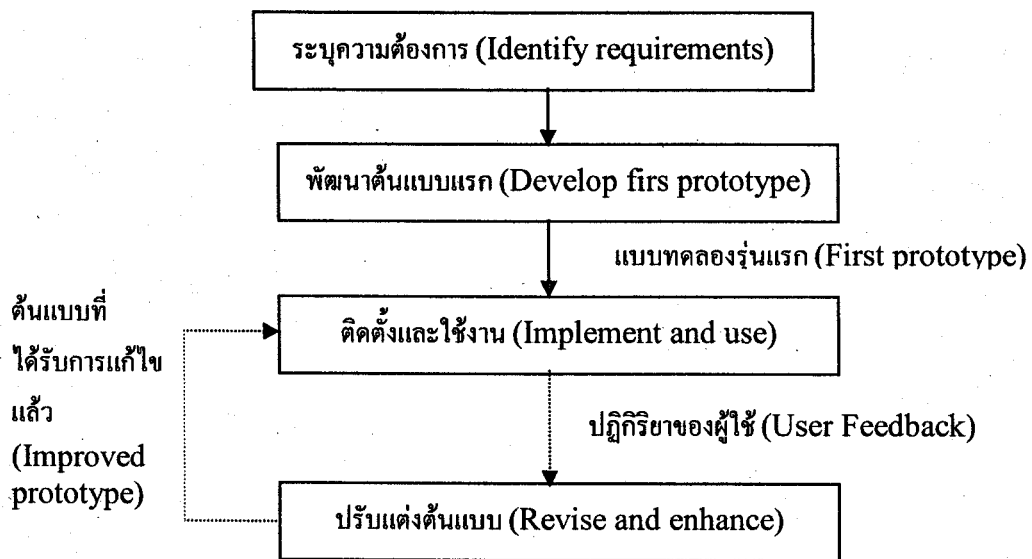 ระบุความต้องการ (Identify requirements)
พัฒนาต้นแบบแรก (Develop firs prototype)
แบบทดลองรุ่นแรก (First prototype)
ต้นแบบที่
ได้รับการแก้ไข
แล้ว
(Improved
prototype)
ติดตั้งและใช้งาน (Implement and use)
ปฏิกิริยาของผู้ใช้ (User Feedback)
ปรับแต่งต้นแบบ (Revise and enhance)